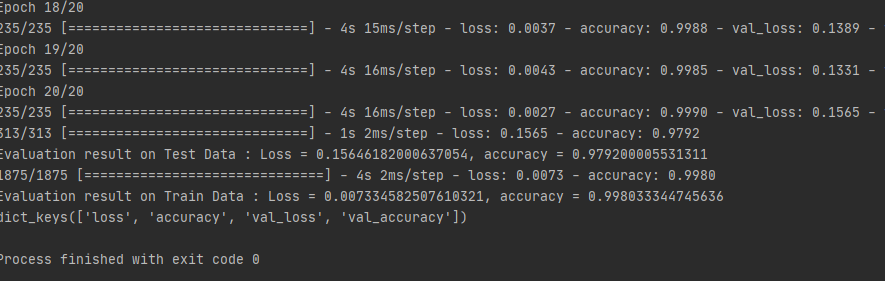 Epoch 18/20
235/235 [==============================] - 4s 15ms/step - loss: 0.0037 - accuracy: 0.9988 - val_loss: 0.1389 -
Epoch 19/20
235/235 [==============================] - 4s 16ms/step - loss: 0.0043 - accuracy: 0.9985 - val_loss: 0.1331 -
Epoch 20/20
235/235 [==============================] - 4s 16ms/step - loss: 0.0027 - accuracy: 0.9990 - val_loss: 0.1565 -
313/313 [==============================] - 1s 2ms/step - loss: 0.1565 - accuracy: 0.9792
Evaluation result on Test Data : Loss = 0.15646182000637054, accuracy = 0.979200005531311
1875/1875 [==============================] - 4s 2ms/step - loss: 0.0073 - accuracy: 0.9980
Evaluation result on Train Data : Loss = 0.007334582507610321, accuracy = 0.998033344745636
dict_keys(['loss', 'accuracy', 'val_loss', 'val_accuracy'])
Process finished with exit code 0